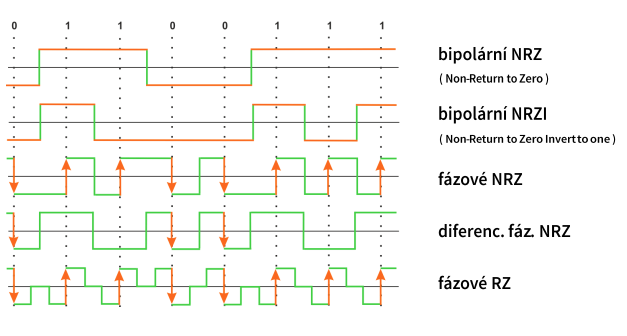 0 1 1 0 0 1 1 1
bipolární NRZ
( Non-Return to Zero )
bipolární NRZI
( Non-Return to Zero Invert to one )
fázové NRZ
diferenc. fáz. NRZ
fázové RZ